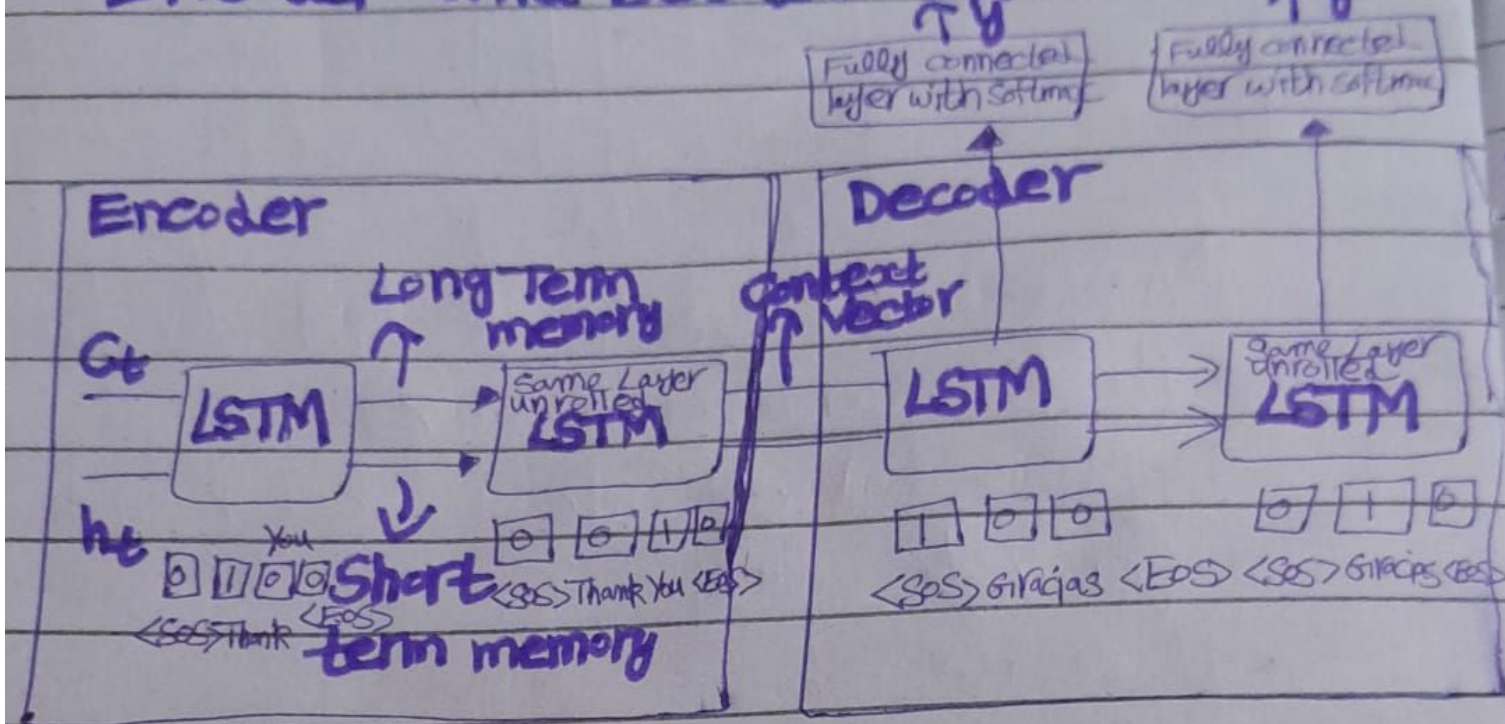 ↑ y
↑ y
Fully connected
layer with Softmax
Fully connected
layer with softmax
Encoder
Decoder
Long Term
memory
Context
Vector
Ct
LSTM
Same Layer
unrolled
LSTM
LSTM
Same Layer
unrolled
LSTM
ht
You
0 1 0 0
<SOS> Thank
<EOS>
Short
term memory
0 0 1 0
<SOS> Thank You <EOS>
1 0 0
<SOS> Gracias <EOS>
0 1 0
<SOS> Gracias <EOS>